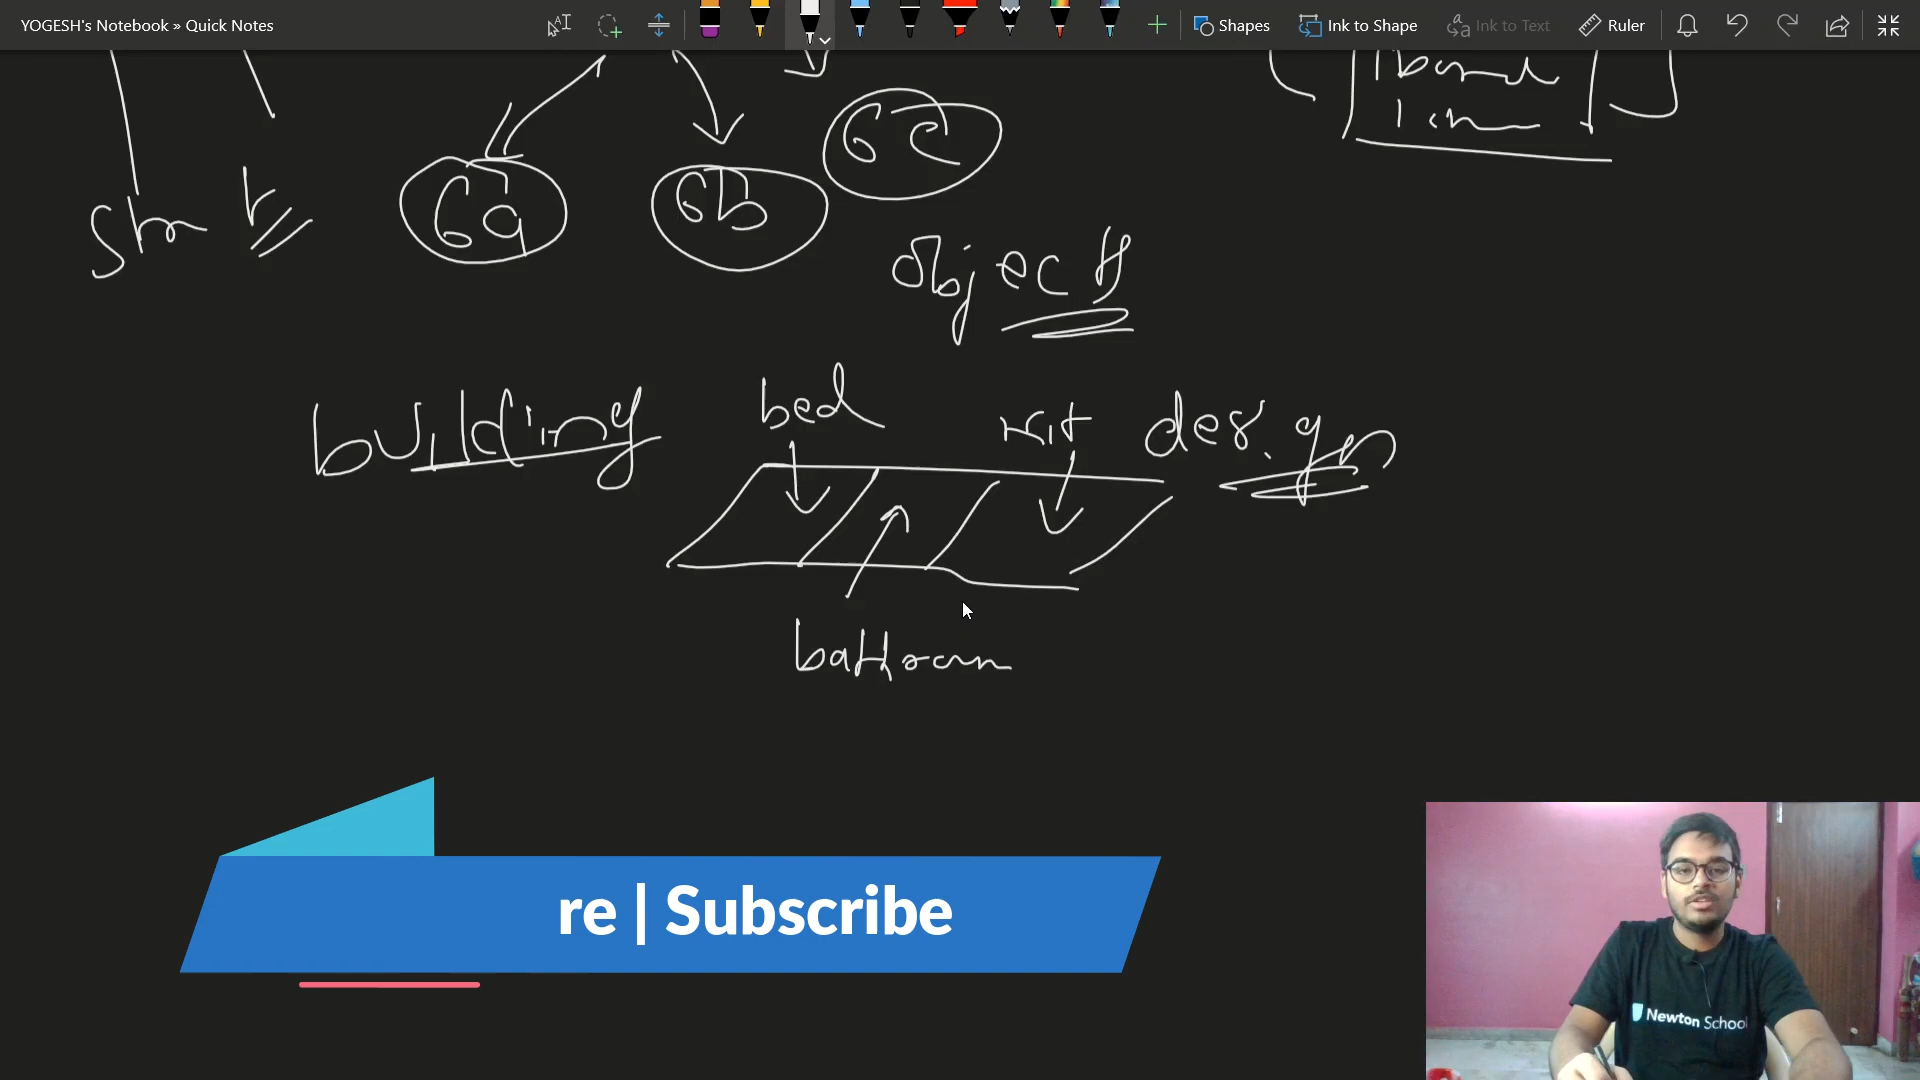 YOGESH's Notebook » Quick Notes
Shapes
Ink to Shape
Ink to Text
Ruler
6c
6a
6b
object
building
bed
kit
design
bathroom
re | Subscribe
Newton School